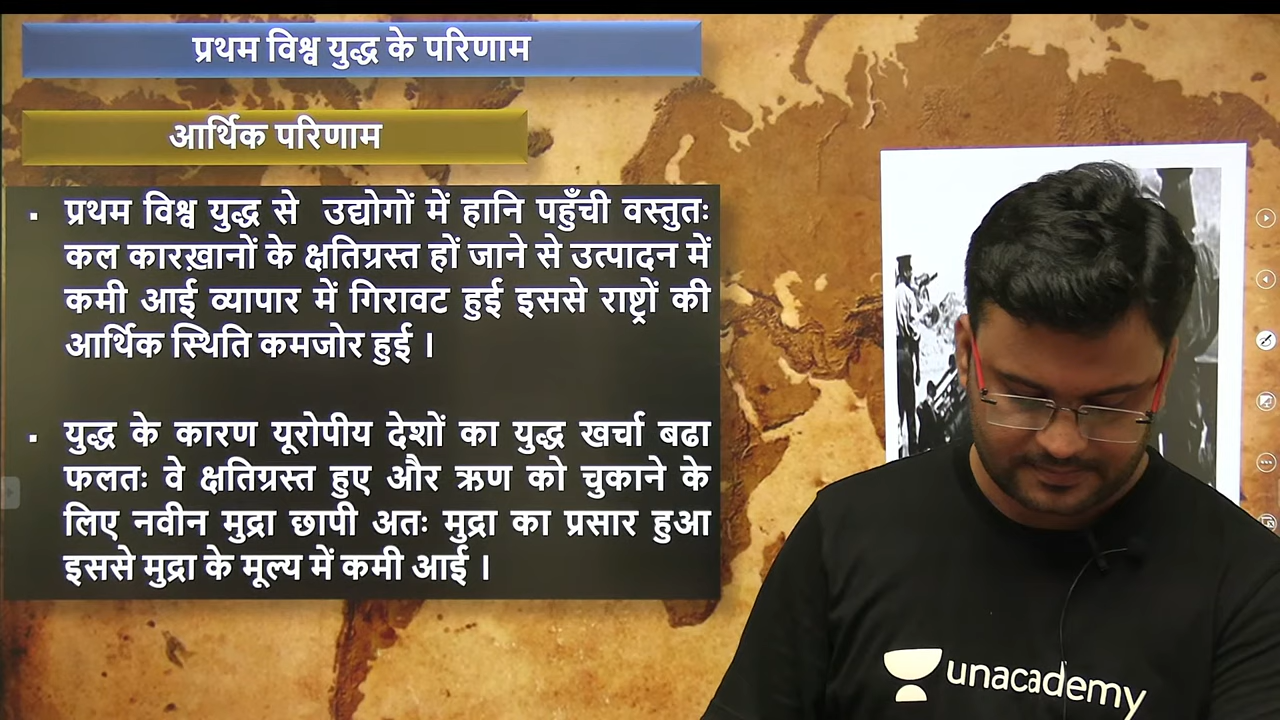 प्रथम विश्व युद्ध के परिणाम
आर्थिक परिणाम
▪ प्रथम विश्व युद्ध से उद्योगों में हानि पहुँची वस्तुतः
कल कारख़ानों के क्षतिग्रस्त हों जाने से उत्पादन में
कमी आई व्यापार में गिरावट हुई इससे राष्ट्रों की
आर्थिक स्थिति कमजोर हुई ।
▪ युद्ध के कारण यूरोपीय देशों का युद्ध खर्चा बढा
फलतः वे क्षतिग्रस्त हुए और ऋण को चुकाने के
लिए नवीन मुद्रा छापी अतः मुद्रा का प्रसार हुआ
इससे मुद्रा के मूल्य में कमी आई ।
unacademy